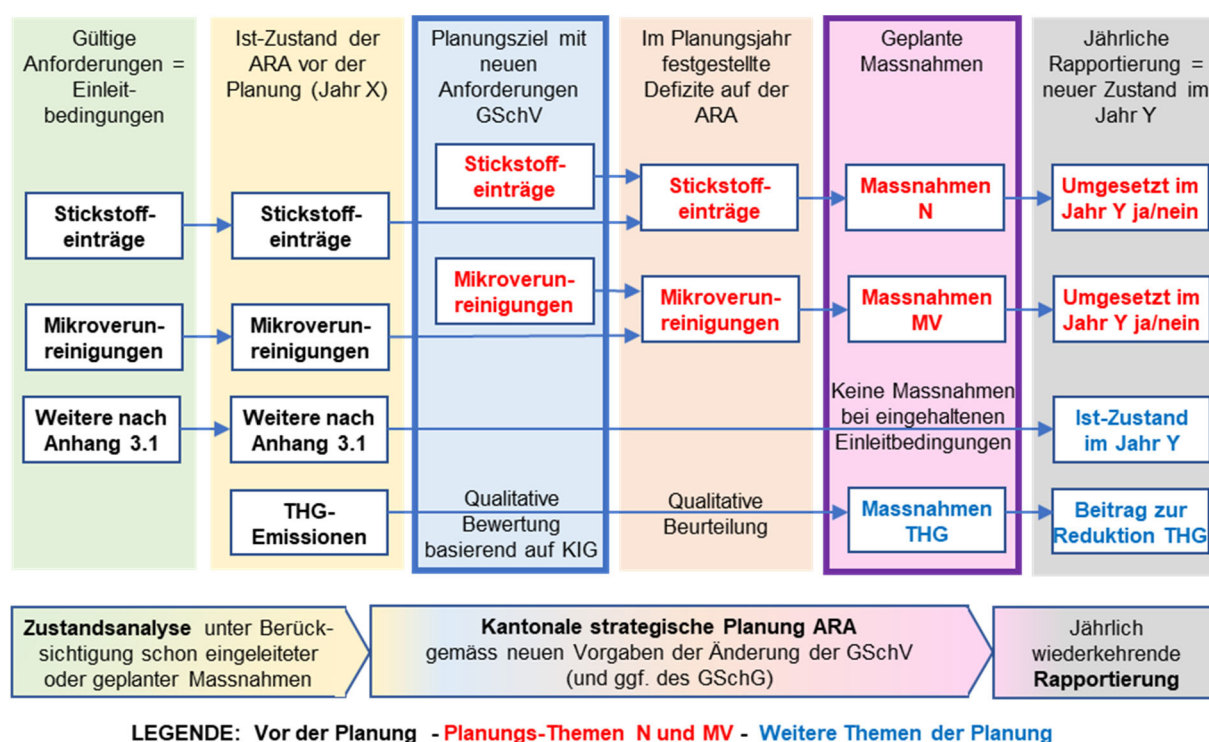 Gültige
Anforderungen =
Einleit-
bedingungen
Ist-Zustand der
ARA vor der
Planung (Jahr X)
Planungsziel mit
neuen
Anforderungen
GSchV
Im Planungsjahr
festgestellte
Defizite auf der
ARA
Geplante
Massnahmen
Jährliche
Rapportierung =
neuer Zustand im
Jahr Y
Stickstoff-
einträge
Stickstoff-
einträge
Stickstoff-
einträge
Stickstoff-
einträge
Massnahmen
N
Umgesetzt im
Jahr Y ja/nein
Mikroverun-
reinigungen
Mikroverun-
reinigungen
Mikroverun-
reinigungen
Mikroverun-
reinigungen
Massnahmen
MV
Umgesetzt im
Jahr Y ja/nein
Weitere nach
Anhang 3.1
Weitere nach
Anhang 3.1
Keine Massnahmen
bei eingehaltenen
Einleitbedingungen
Ist-Zustand
im Jahr Y
THG-
Emissionen
Qualitative
Bewertung
basierend auf KIG
Qualitative
Beurteilung
Massnahmen
THG
Beitrag zur
Reduktion THG
Zustandsanalyse unter Berück-
sichtigung schon eingeleiteter
oder geplanter Massnahmen
Kantonale strategische Planung ARA
gemäss neuen Vorgaben der Änderung der GSchV
(und ggf. des GSchG)
Jährlich
wiederkehrende
Rapportierung
LEGENDE: Vor der Planung - Planungs-Themen N und MV - Weitere Themen der Planung